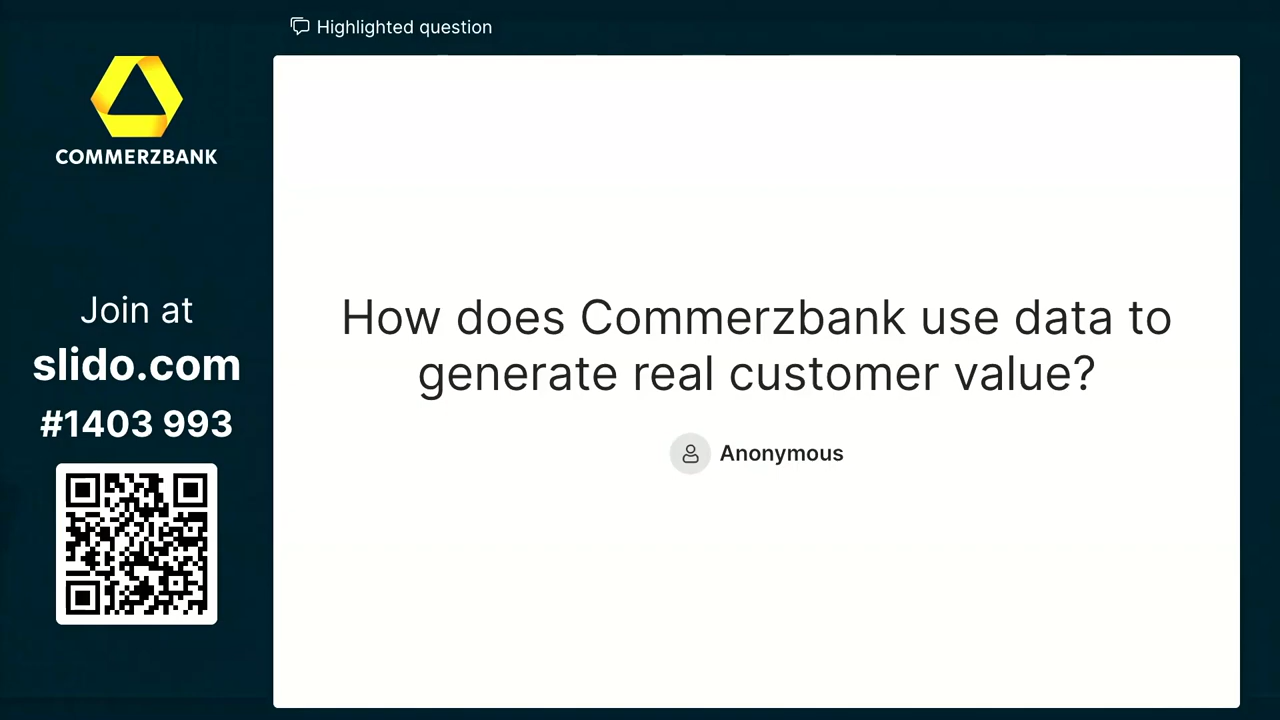 Highlighted question
COMMERZBANK
Join at
slido.com
#1403 993
How does Commerzbank use data to
generate real customer value?
Anonymous